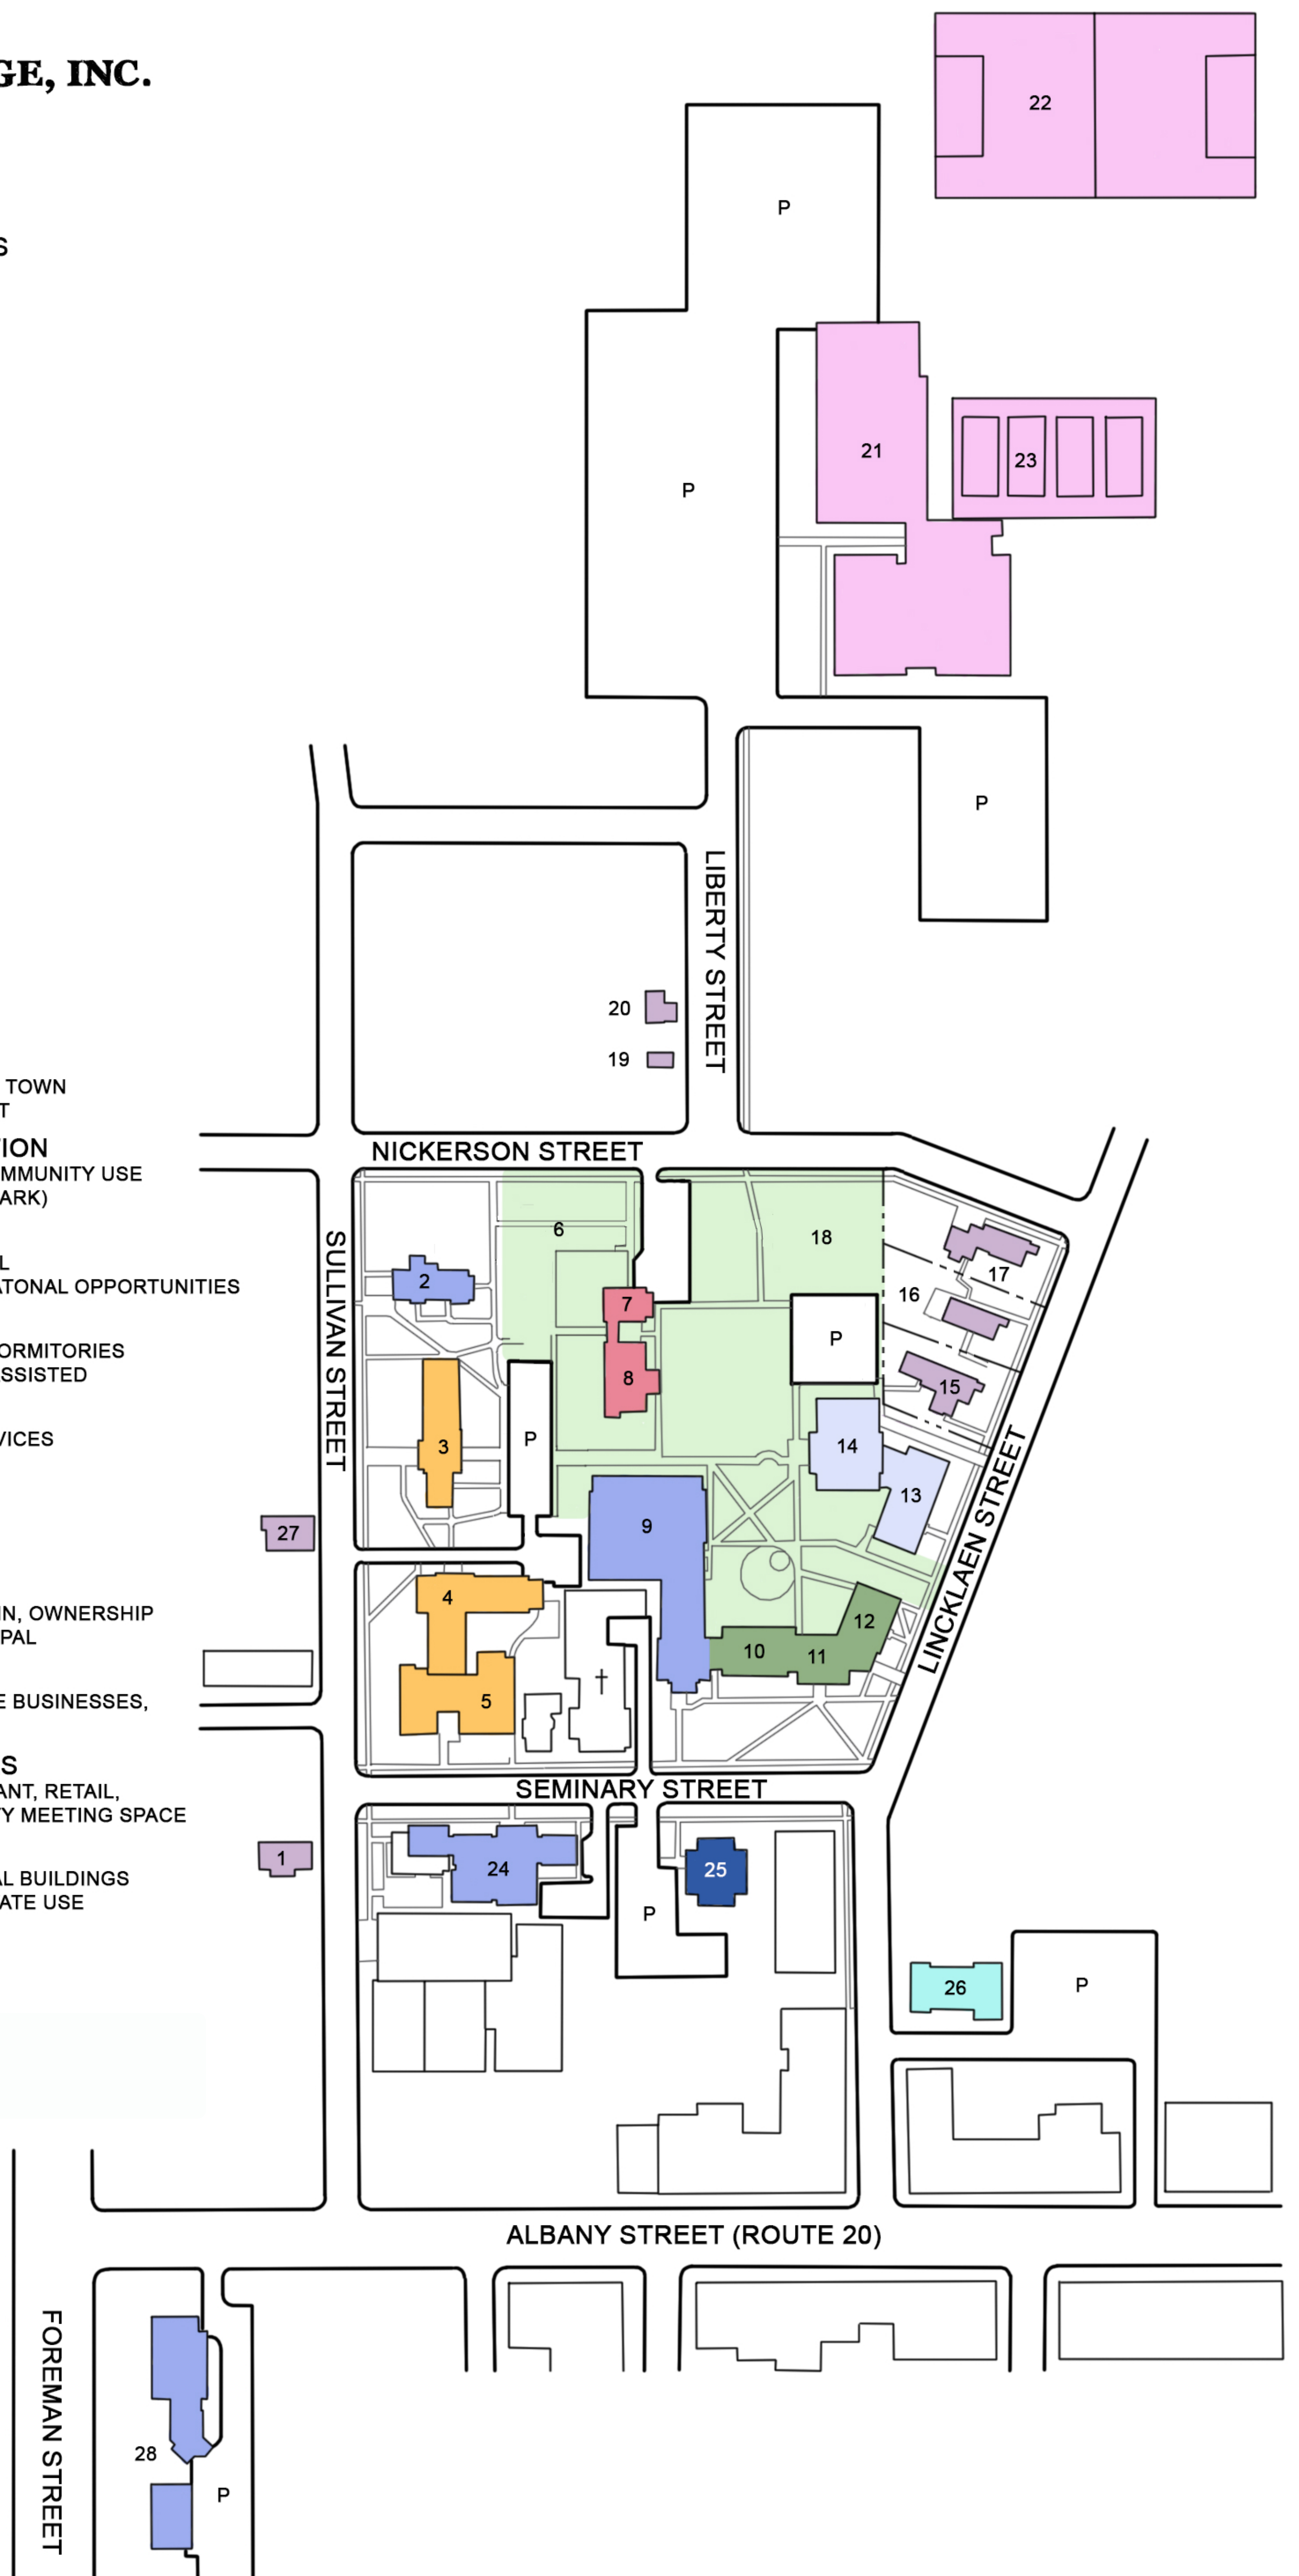 GE, INC.
S
22
P
21
23
P
P
LIBERTY STREET
20
19
TOWN
T
NICKERSON STREET
ION
MMUNITY USE
ARK)
SULLIVAN STREET
6
18
L
ATONAL OPPORTUNITIES
2
17
16
7
P
ORMITORIES
SSISTED
8
15
VICES
P
3
14
13
LINCKLAEN STREET
27
9
4
IN, OWNERSHIP
PAL
12
10
11
5
E BUSINESSES,
S
ANT, RETAIL,
Y MEETING SPACE
SEMINARY STREET
1
24
25
AL BUILDINGS
ATE USE
P
26
P
ALBANY STREET (ROUTE 20)
FOREMAN STREET
28
P